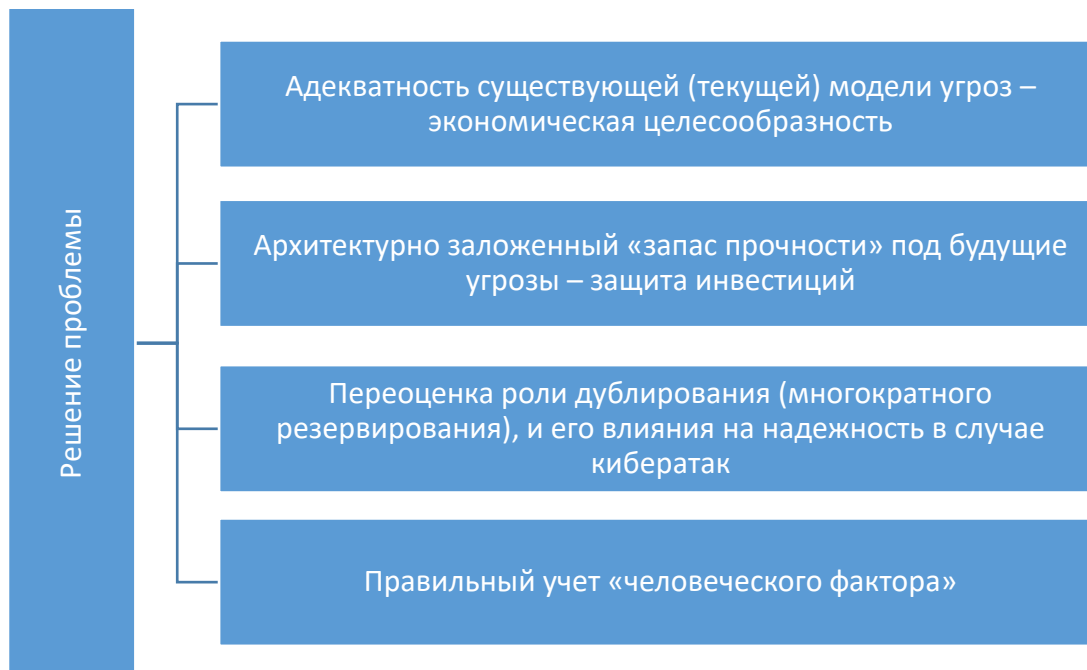 Решение проблемы
Адекватность существующей (текущей) модели угроз –
экономическая целесообразность
Архитектурно заложенный «запас прочности» под будущие
угрозы – защита инвестиций
Переоценка роли дублирования (многократного
резервирования), и его влияния на надежность в случае
кибератак
Правильный учет «человеческого фактора»